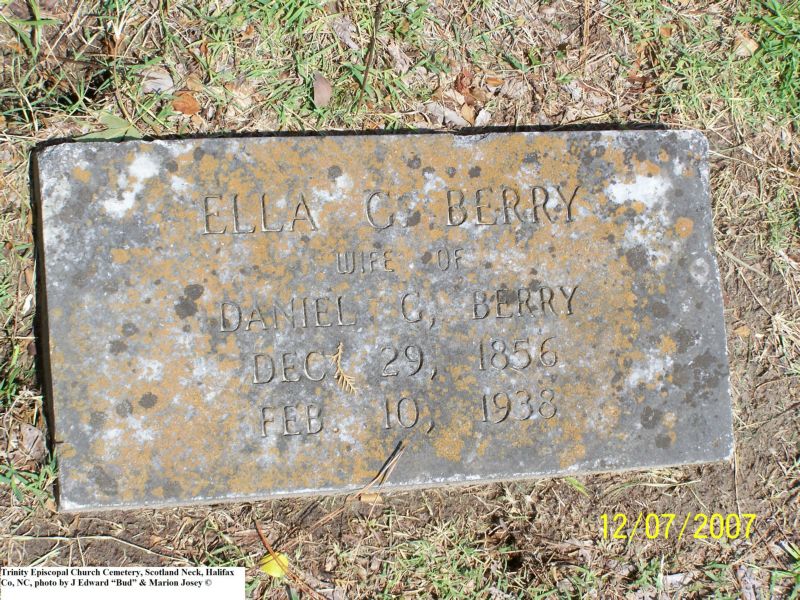 ELLA G. BERRY
WIFE OF
DANIEL C. BERRY
DEC. 29, 1856
FEB. 10, 1938
12/07/2007
Trinity Episcopal Church Cemetery, Scotland Neck, Halifax
Co, NC, photo by J Edward “Bud” & Marion Josey ©